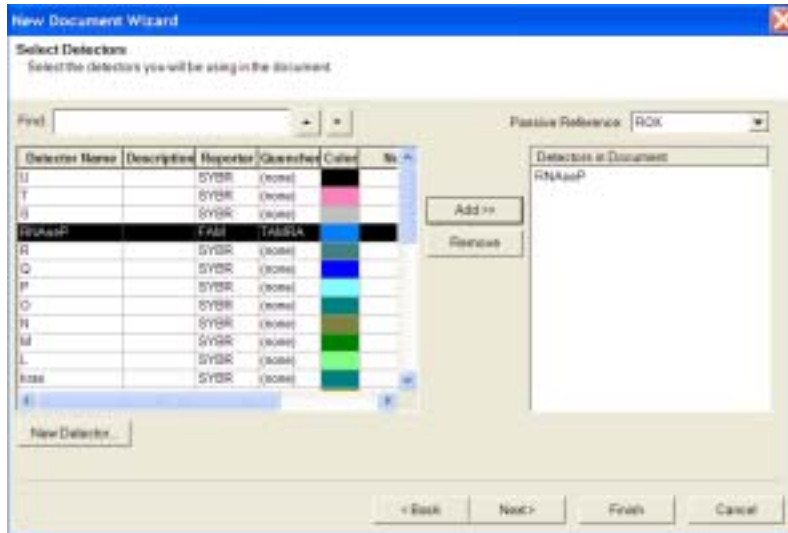 New Document Wizard
Select Detectors
Select the detectors you will be using in the document.
Find:
Passive Reference: ROX
Detector Name Description Reporter Quencher Color
U SYBR (none)
T SYBR (none)
S SYBR (none)
RNAseP FAM TAMRA
R SYBR (none)
Q SYBR (none)
P SYBR (none)
O SYBR (none)
N SYBR (none)
M SYBR (none)
L SYBR (none)
SYBR (none)
Add >>
Remove
Detectors in Document
RNAseP
New Detector...
< Back
Next >
Finish
Cancel